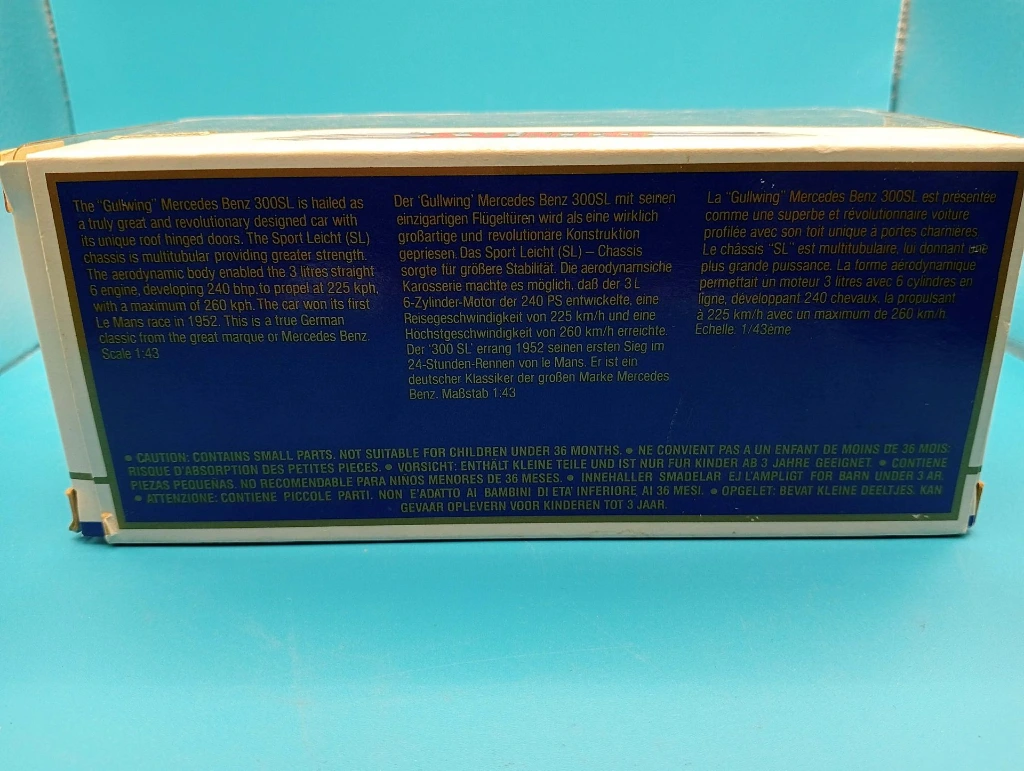 The "Gullwing" Mercedes Benz 300SL is hailed as
a truly great and revolutionary designed car with
its unique roof hinged doors. The Sport Leicht (SL)
chassis is multitubular providing greater strength.
The aerodynamic body enabled the 3 litres straight
6 engine, developing 240 bhp, to propel at 225 kph,
with a maximum of 260 kph. The car won its first
Le Mans race in 1952. This is a true German
classic from the great marque or Mercedes Benz.
Scale 1:43
Der 'Gullwing' Mercedes Benz 300SL mit seinen
einzigartigen Flügeltüren wird als eine wirklich
großartige und revolutionare Konstruktion
gepriesen. Das Sport Leicht (SL) – Chassis
sorgte für größere Stabilität. Die aerodynamsiche
Karosserie machte es möglich, daß der 3 L
6-Zylinder-Motor der 240 PS entwickelte, eine
Reisegeschwindigkeit von 225 km/h und eine
Höchstgeschwindigkeit von 260 km/h erreichte.
Der '300 SL' errang 1952 seinen ersten Sieg im
24-Stunden-Rennen von le Mans. Er ist ein
deutscher Klassiker der großen Marke Mercedes
Benz. Maßstab 1:43
La "Gullwing" Mercedes Benz 300SL est présentée
comme une superbe et révolutionnaire voiture
profilée avec son toit unique à portes charnières.
Le châssis "SL" est multitubulaire, lui donnant une
plus grande puissance. La forme aérodynamique
permettait un moteur 3 litres avec 6 cylindres en
ligne, développant 240 chevaux, la propulsant
à 225 km/h avec un maximum de 260 km/h.
Echelle. 1/43éme
• CAUTION: CONTAINS SMALL PARTS. NOT SUITABLE FOR CHILDREN UNDER 36 MONTHS. • NE CONVIENT PAS A UN ENFANT DE MOINS DE 36 MOIS:
RISQUE D'ABSORPTION DES PETITES PIECES. • VORSICHT: ENTHÄLT KLEINE TEILE UND IST NUR FÜR KINDER AB 3 JAHRE GEEIGNET. • CONTIENE
PIEZAS PEQUEÑAS. NO RECOMENDABLE PARA NINOS MENORES DE 36 MESES. • INNEHÅLLER SMÅDELAR EJ LÄMPLIGT FOR BARN UNDER 3 ÅR.
• ATTENZIONE: CONTIENE PICCOLE PARTI. NON E'ADATTO AI BAMBINI DI ETA' INFERIORE AI 36 MESI. • OPGELET: BEVAT KLEINE DEELTJES. KAN
GEVAAR OPLEVERN VOOR KINDEREN TOT 3 JAAR.